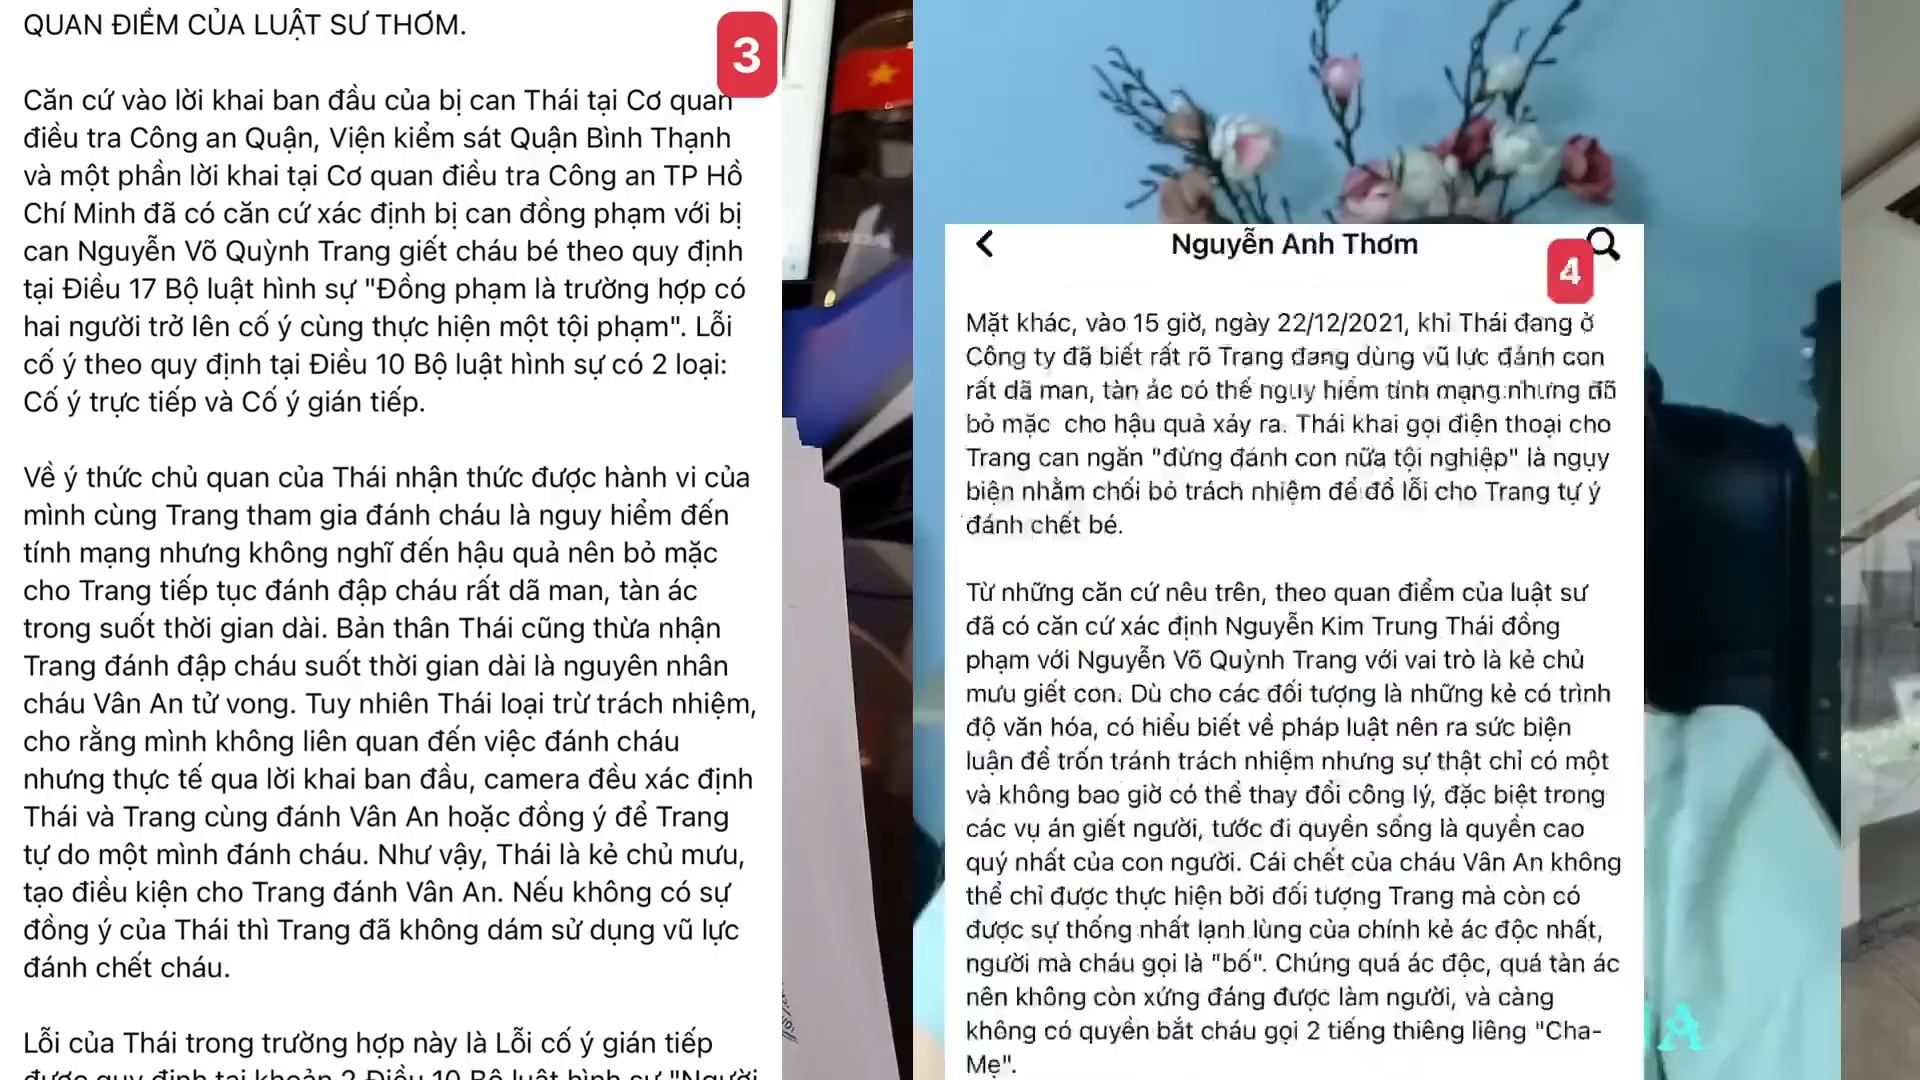 QUAN ĐIỂM CỦA LUẬT SƯ THƠM.
3
Căn cứ vào lời khai ban đầu của bị can Thái tại Cơ quan
điều tra Công an Quận, Viện kiểm sát Quận Bình Thạnh
và một phần lời khai tại Cơ quan điều tra Công an TP Hồ
Chí Minh đã có căn cứ xác định bị can đồng phạm với bị
can Nguyễn Võ Quỳnh Trang giết cháu bé theo quy định
tại Điều 17 Bộ luật hình sự "Đồng phạm là trường hợp có
hai người trở lên cố ý cùng thực hiện một tội phạm". Lỗi
cố ý theo quy định tại Điều 10 Bộ luật hình sự có 2 loại:
Cố ý trực tiếp và Cố ý gián tiếp.
Về ý thức chủ quan của Thái nhận thức được hành vi của
mình cùng Trang tham gia đánh cháu là nguy hiểm đến
tính mạng nhưng không nghĩ đến hậu quả nên bỏ mặc
cho Trang tiếp tục đánh đập cháu rất dã man, tàn ác
trong suốt thời gian dài. Bản thân Thái cũng thừa nhận
Trang đánh đập cháu suốt thời gian dài là nguyên nhân
cháu Vân An tử vong. Tuy nhiên Thái loại trừ trách nhiệm,
cho rằng mình không liên quan đến việc đánh cháu
nhưng thực tế qua lời khai ban đầu, camera đều xác định
Thái và Trang cùng đánh Vân An hoặc đồng ý để Trang
tự do một mình đánh cháu. Như vậy, Thái là kẻ chủ mưu,
tạo điều kiện cho Trang đánh Vân An. Nếu không có sự
đồng ý của Thái thì Trang đã không dám sử dụng vũ lực
đánh chết cháu.
Lỗi của Thái trong trường hợp này là Lỗi cố ý gián tiếp
được quy định tại khoản 2 Điều 10 Bộ luật hình sự "Người
Nguyễn Anh Thơm
4
Mặt khác, vào 15 giờ, ngày 22/12/2021, khi Thái đang ở
Công ty đã biết rất rõ Trang đang dùng vũ lực đánh con
rất dã man, tàn ác có thể nguy hiểm tính mạng nhưng đã
bỏ mặc cho hậu quả xảy ra. Thái khai gọi điện thoại cho
Trang can ngăn "đừng đánh con nữa tội nghiệp" là ngụy
biện nhằm chối bỏ trách nhiệm để đổ lỗi cho Trang tự ý
đánh chết bé.
Từ những căn cứ nêu trên, theo quan điểm của luật sư
đã có căn cứ xác định Nguyễn Kim Trung Thái đồng
phạm với Nguyễn Võ Quỳnh Trang với vai trò là kẻ chủ
mưu giết con. Dù cho các đối tượng là những kẻ có trình
độ văn hóa, có hiểu biết về pháp luật nên ra sức biện
luận để trốn tránh trách nhiệm nhưng sự thật chỉ có một
và không bao giờ có thể thay đổi công lý, đặc biệt trong
các vụ án giết người, tước đi quyền sống là quyền cao
quý nhất của con người. Cái chết của cháu Vân An không
thể chỉ được thực hiện bởi đối tượng Trang mà còn có
được sự thống nhất lạnh lùng của chính kẻ ác độc nhất,
người mà cháu gọi là "bố". Chúng quá ác độc, quá tàn ác
nên không còn xứng đáng được làm người, và càng
không có quyền bắt cháu gọi 2 tiếng thiêng liêng "Cha-
Mẹ".